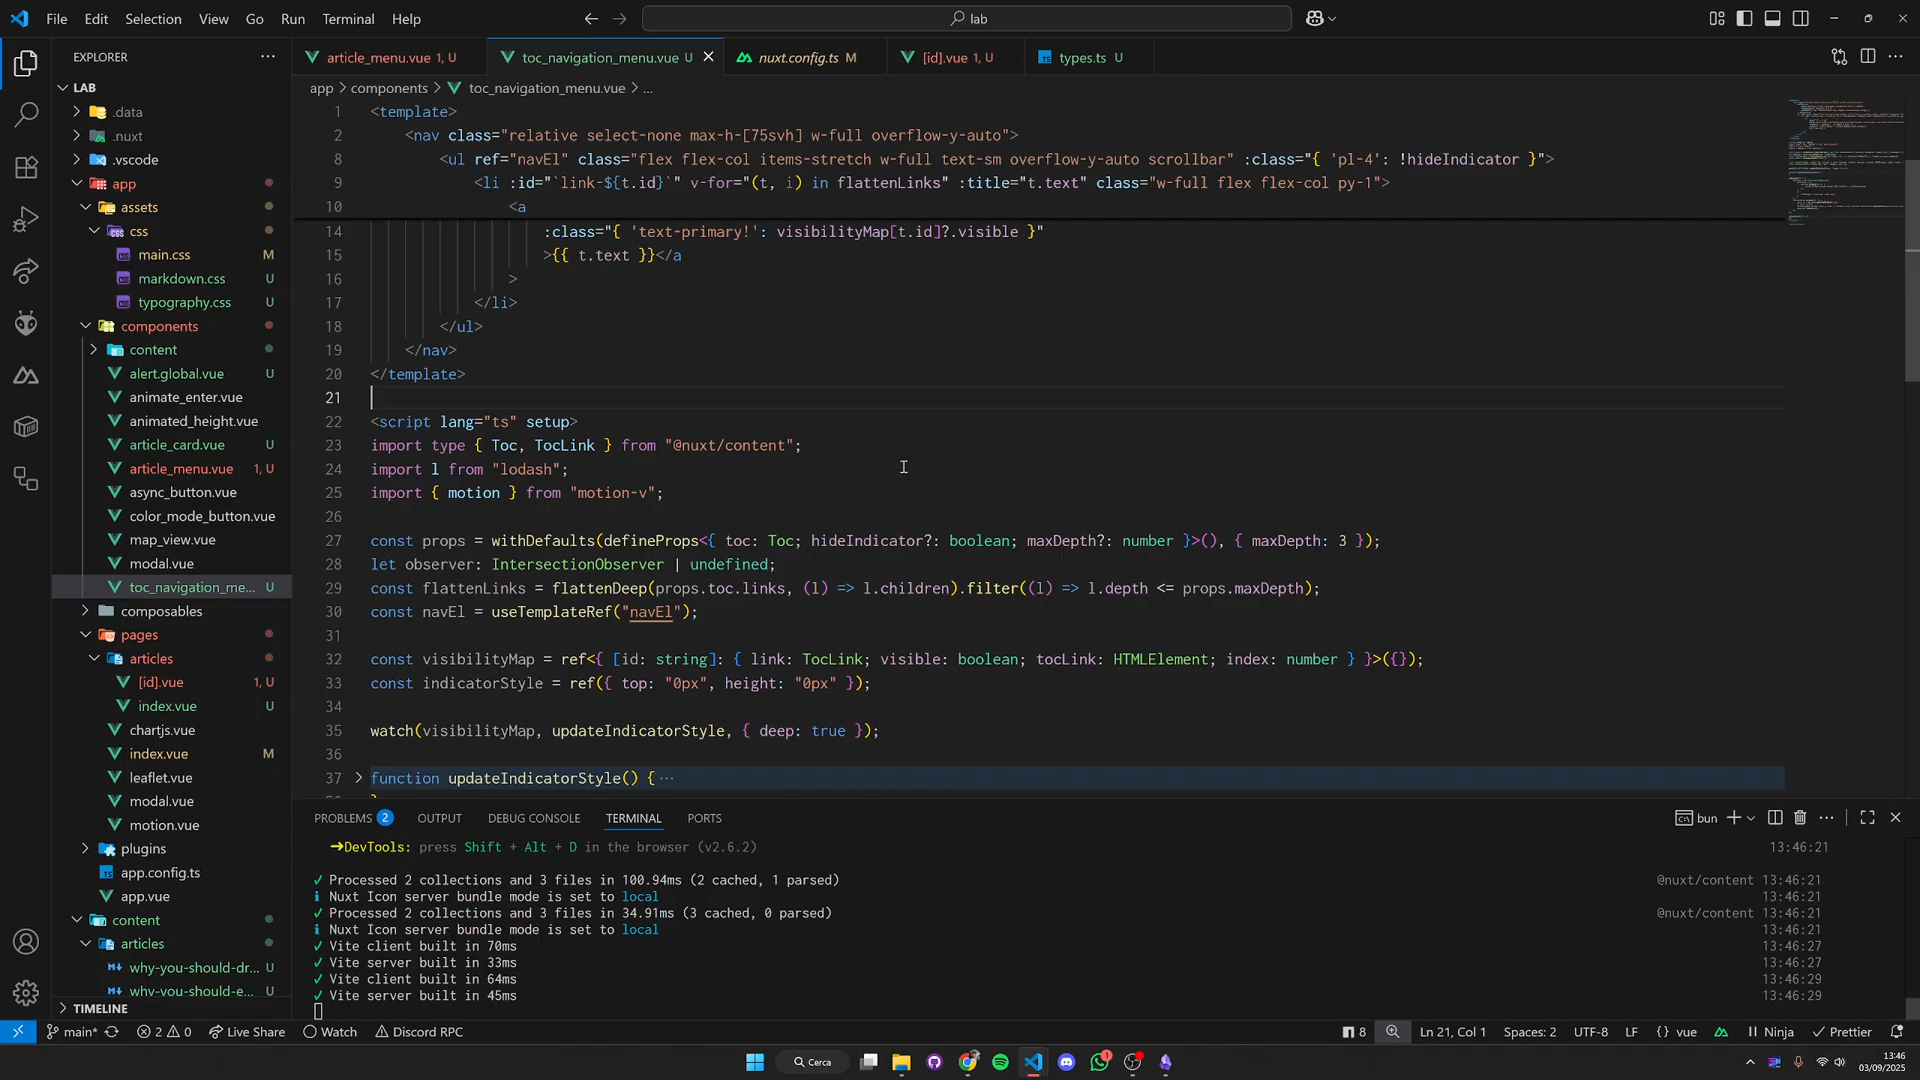 File Edit Selection View Go Run Terminal Help
lab
EXPLORER
article_menu.vue 1, U
toc_navigation_menu.vue U
nuxt.config.ts M
[id].vue 1, U
types.ts U
app > components > toc_navigation_menu.vue > ...
LAB
.data
.nuxt
.vscode
app
assets
css
main.css M
markdown.css U
typography.css U
components
content
alert.global.vue U
animate_enter.vue
animated_height.vue
article_card.vue U
article_menu.vue 1, U
async_button.vue
color_mode_button.vue
map_view.vue
modal.vue
toc_navigation_me... U
composables
pages
articles
[id].vue 1, U
index.vue U
chartjs.vue
index.vue M
leaflet.vue
modal.vue
motion.vue
plugins
app.config.ts
app.vue
content
articles
why-you-should-dr... U
why-you-should-e... U
TIMELINE
1 <template>
2 <nav class="relative select-none max-h-[75svh] w-full overflow-y-auto">
8 <ul ref="navEl" class="flex flex-col items-stretch w-full text-sm overflow-y-auto scrollbar" :class="{ 'pl-4': !hideIndicator }">
9 <li :id="`link-${t.id}`" v-for="(t, i) in flattenLinks" :title="t.text" class="w-full flex flex-col py-1">
10 <a
14 :class="{ 'text-primary!': visibilityMap[t.id]?.visible }"
15 >{{ t.text }}</a
16 >
17 </li>
18 </ul>
19 </nav>
20 </template>
21
22 <script lang="ts" setup>
23 import type { Toc, TocLink } from "@nuxt/content";
24 import l from "lodash";
25 import { motion } from "motion-v";
26
27 const props = withDefaults(defineProps<{ toc: Toc; hideIndicator?: boolean; maxDepth?: number }>(), { maxDepth: 3 });
28 let observer: IntersectionObserver | undefined;
29 const flattenLinks = flattenDeep(props.toc.links, (l) => l.children).filter((l) => l.depth <= props.maxDepth);
30 const navEl = useTemplateRef("navEl");
31
32 const visibilityMap = ref<{ [id: string]: { link: TocLink; visible: boolean; tocLink: HTMLElement; index: number } }>({});
33 const indicatorStyle = ref({ top: "0px", height: "0px" });
34
35 watch(visibilityMap, updateIndicatorStyle, { deep: true });
36
37 function updateIndicatorStyle() { ...
PROBLEMS 2 OUTPUT DEBUG CONSOLE TERMINAL PORTS
bun
➜DevTools: press Shift + Alt + D in the browser (v2.6.2) 13:46:21
✓ Processed 2 collections and 3 files in 100.94ms (2 cached, 1 parsed) @nuxt/content 13:46:21
ℹ Nuxt Icon server bundle mode is set to local 13:46:21
✓ Processed 2 collections and 3 files in 34.91ms (3 cached, 0 parsed) @nuxt/content 13:46:21
ℹ Nuxt Icon server bundle mode is set to local 13:46:21
✓ Vite client built in 70ms 13:46:27
✓ Vite server built in 33ms 13:46:27
✓ Vite client built in 64ms 13:46:29
✓ Vite server built in 45ms 13:46:29
main* 2 0 Live Share Watch Discord RPC
8 Ln 21, Col 1 Spaces: 2 UTF-8 LF {} vue Ninja Prettier
Cerca
1
13:46
03/09/2025